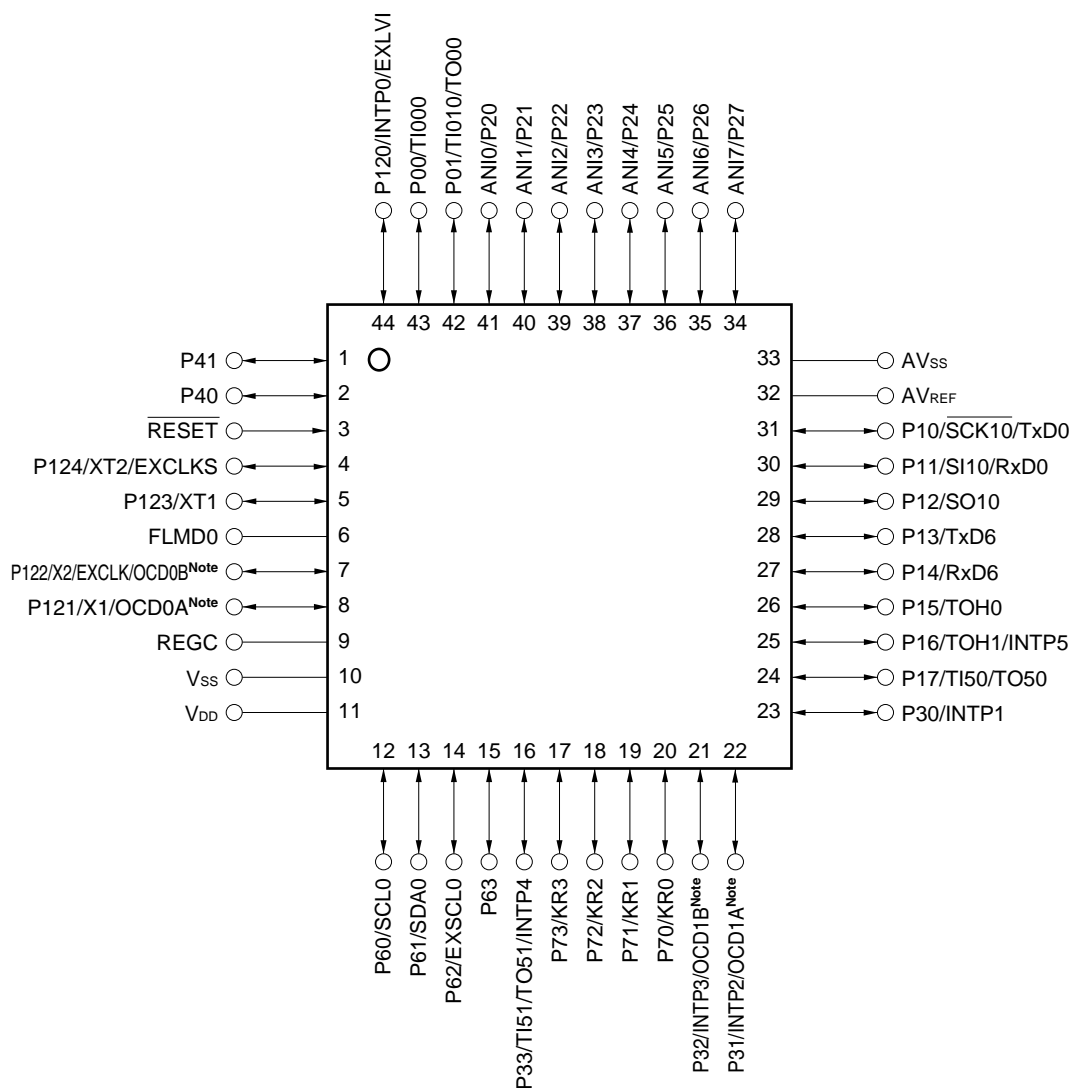 P120/INTP0/EXLVI
P00/TI000
P01/TI010/TO00
ANI0/P20
ANI1/P21
ANI2/P22
ANI3/P23
ANI4/P24
ANI5/P25
ANI6/P26
ANI7/P27
44 43 42 41 40 39 38 37 36 35 34
P41 1
P40 2
RESET 3
P124/XT2/EXCLKS 4
P123/XT1 5
FLMD0 6
P122/X2/EXCLK/OCD0BNote 7
P121/X1/OCD0ANote 8
REGC 9
VSS 10
VDD 11
33 AVSS
32 AVREF
31 P10/SCK10/TxD0
30 P11/SI10/RxD0
29 P12/SO10
28 P13/TxD6
27 P14/RxD6
26 P15/TOH0
25 P16/TOH1/INTP5
24 P17/TI50/TO50
23 P30/INTP1
12 13 14 15 16 17 18 19 20 21 22
P60/SCL0
P61/SDA0
P62/EXSCL0
P63
P33/TI51/TO51/INTP4
P73/KR3
P72/KR2
P71/KR1
P70/KR0
P32/INTP3/OCD1BNote
P31/INTP2/OCD1ANote